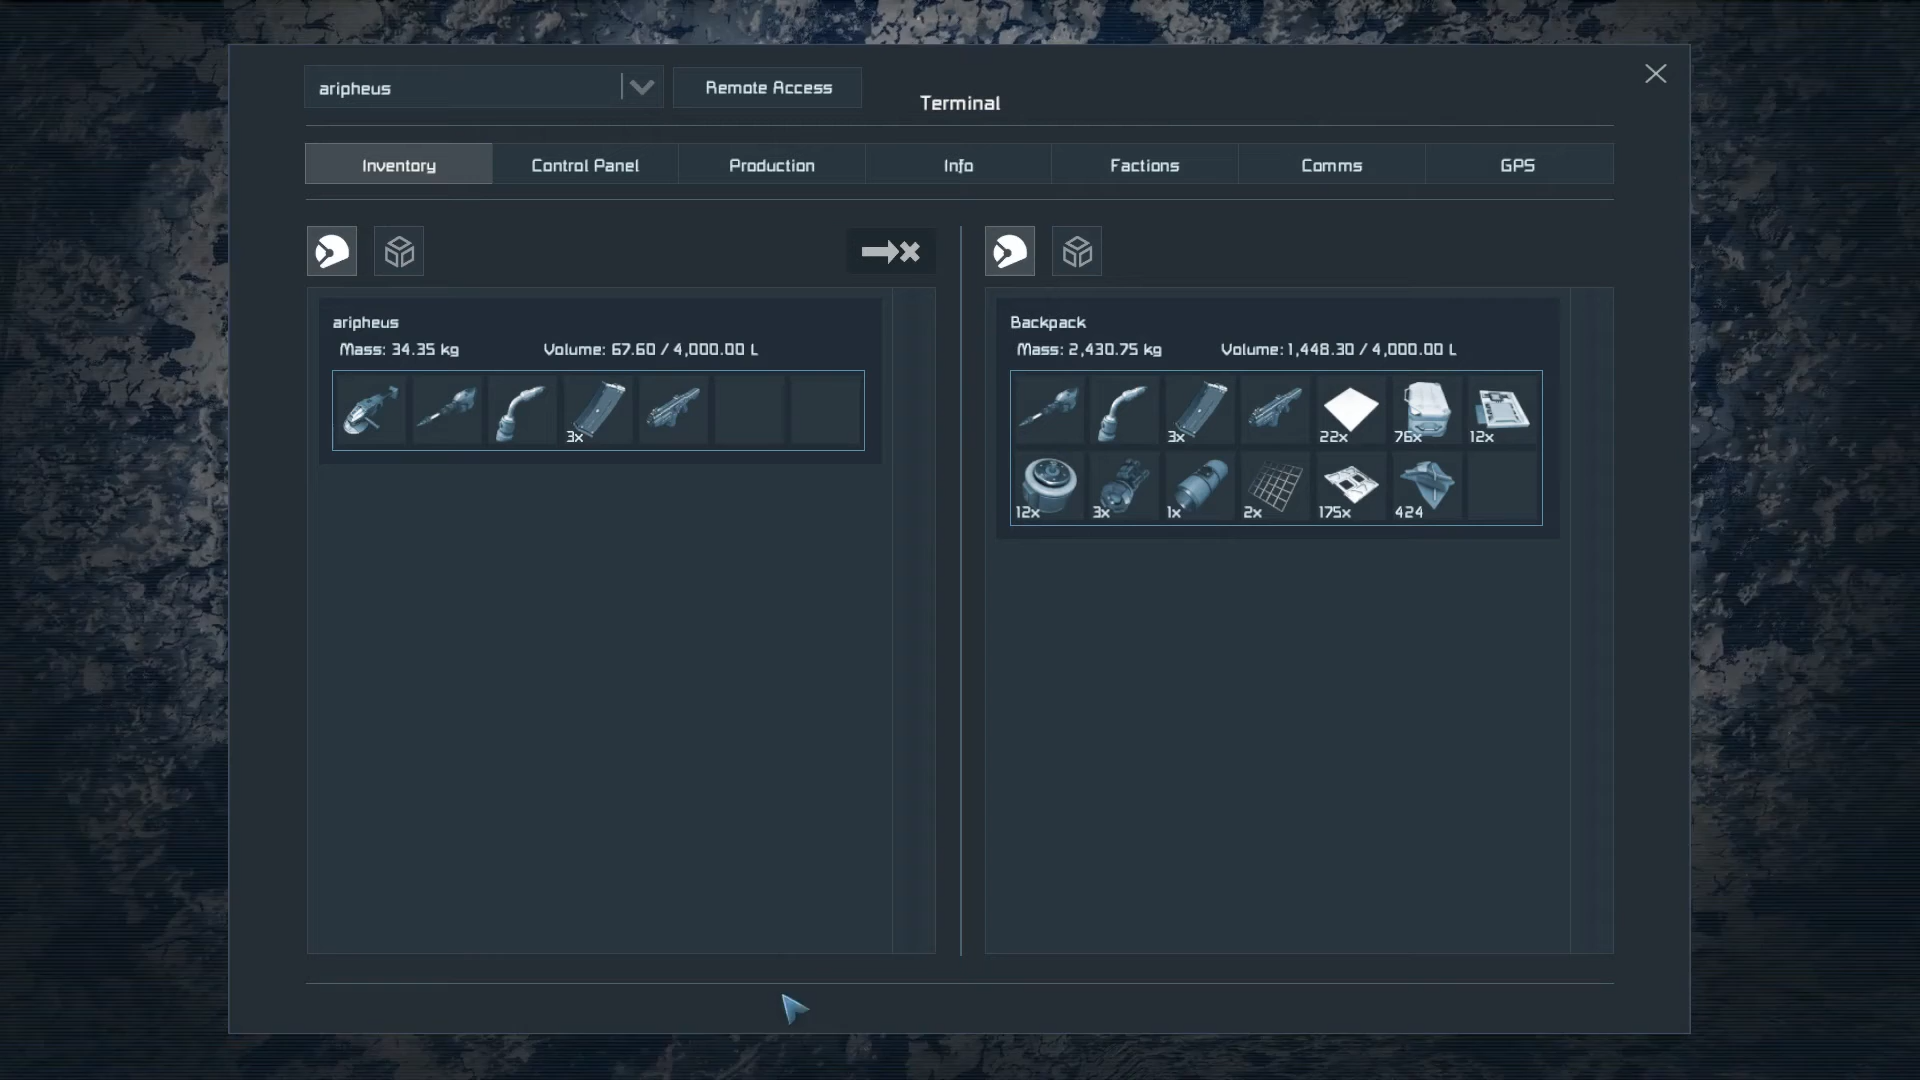 aripheus
Remote Access
Terminal
Inventory
Control Panel
Production
Info
Factions
Comms
GPS
aripheus
Mass: 34.35 kg
Volume: 67.60 / 4,000.00 L
3x
Backpack
Mass: 2,430.75 kg
Volume: 1,448.30 / 4,000.00 L
3x
22x
76x
12x
12x
3x
1x
2x
175x
424